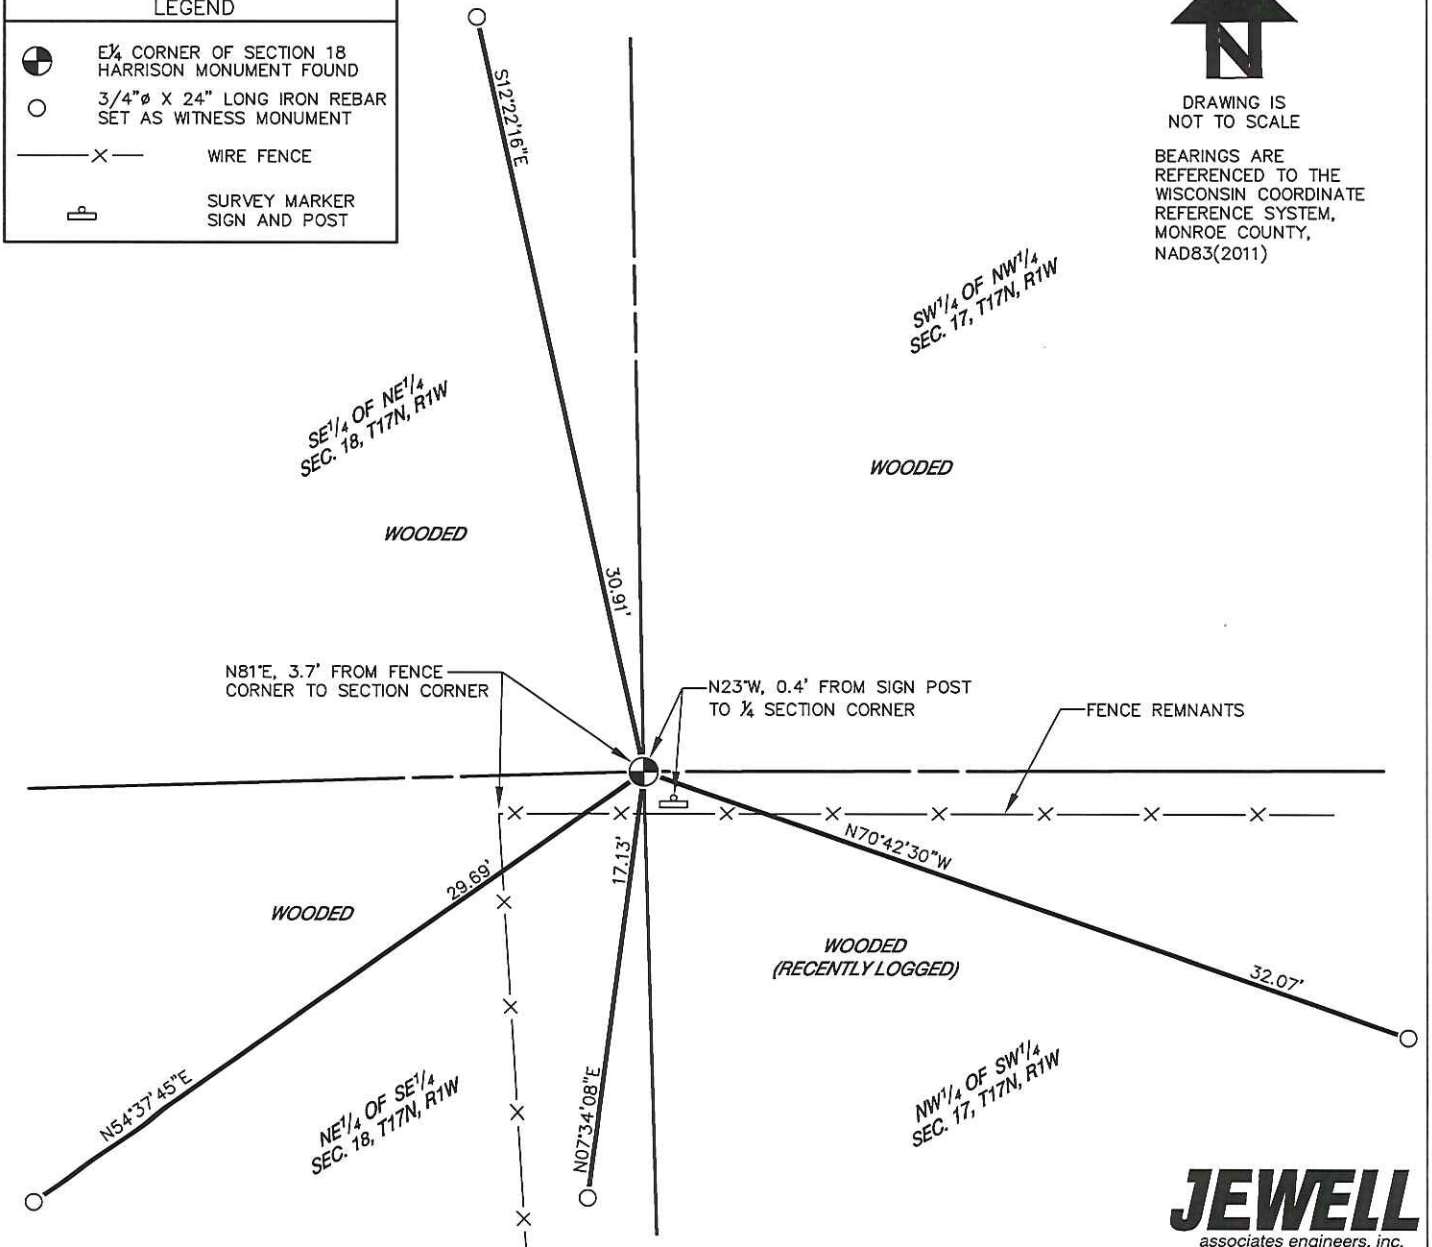 LEGEND
E¼ CORNER OF SECTION 18
HARRISON MONUMENT FOUND
3/4"ø X 24" LONG IRON REBAR
SET AS WITNESS MONUMENT
WIRE FENCE
SURVEY MARKER
SIGN AND POST
N
DRAWING IS
NOT TO SCALE
BEARINGS ARE
REFERENCED TO THE
WISCONSIN COORDINATE
REFERENCE SYSTEM,
MONROE COUNTY,
NAD83(2011)
S12°22'16"E
30.91'
SW1/4 OF NW1/4
SEC. 17, T17N, R1W
SE1/4 OF NE1/4
SEC. 18, T17N, R1W
WOODED
WOODED
N81°E, 3.7' FROM FENCE
CORNER TO SECTION CORNER
N23°W, 0.4' FROM SIGN POST
TO ¼ SECTION CORNER
FENCE REMNANTS
29.69'
17.13'
N70°42'30"W
32.07'
WOODED
WOODED
(RECENTLY LOGGED)
N54°37'45"E
NE1/4 OF SE1/4
SEC. 18, T17N, R1W
N07°34'08"E
NW1/4 OF SW1/4
SEC. 17, T17N, R1W
JEWELL
associates engineers, inc.